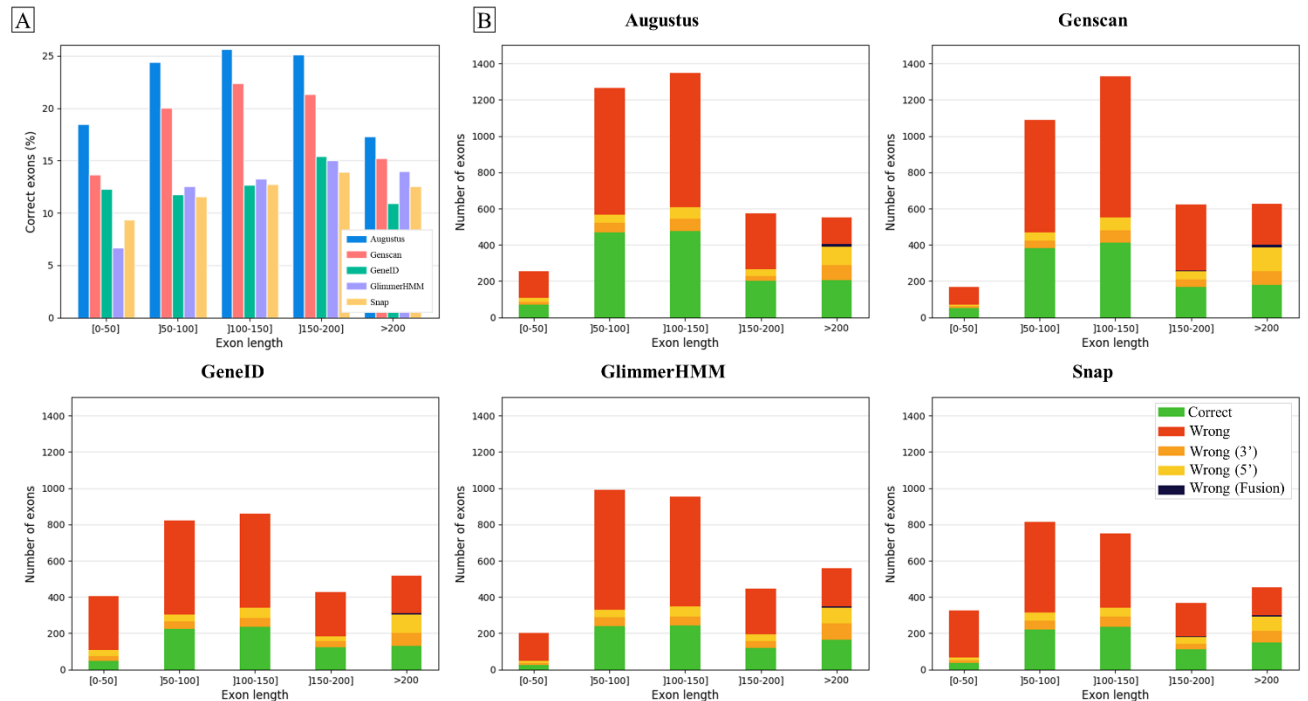 A
25
20
15
10
5
0
Correct exons (%)
Augustus
Genscan
GeneID
GlimmerHMM
Snap
[0-50]
]50-100]
]100-150]
]150-200]
>200
Exon length
B
Augustus
1400
1200
1000
800
600
400
200
0
Number of exons
[0-50]
]50-100]
]100-150]
]150-200]
>200
Exon length
Genscan
1400
1200
1000
800
600
400
200
0
Number of exons
[0-50]
]50-100]
]100-150]
]150-200]
>200
Exon length
GeneID
1400
1200
1000
800
600
400
200
0
Number of exons
[0-50]
]50-100]
]100-150]
]150-200]
>200
Exon length
GlimmerHMM
1400
1200
1000
800
600
400
200
0
Number of exons
[0-50]
]50-100]
]100-150]
]150-200]
>200
Exon length
Snap
1400
1200
1000
800
600
400
200
0
Number of exons
Correct
Wrong
Wrong (3’)
Wrong (5’)
Wrong (Fusion)
[0-50]
]50-100]
]100-150]
]150-200]
>200
Exon length